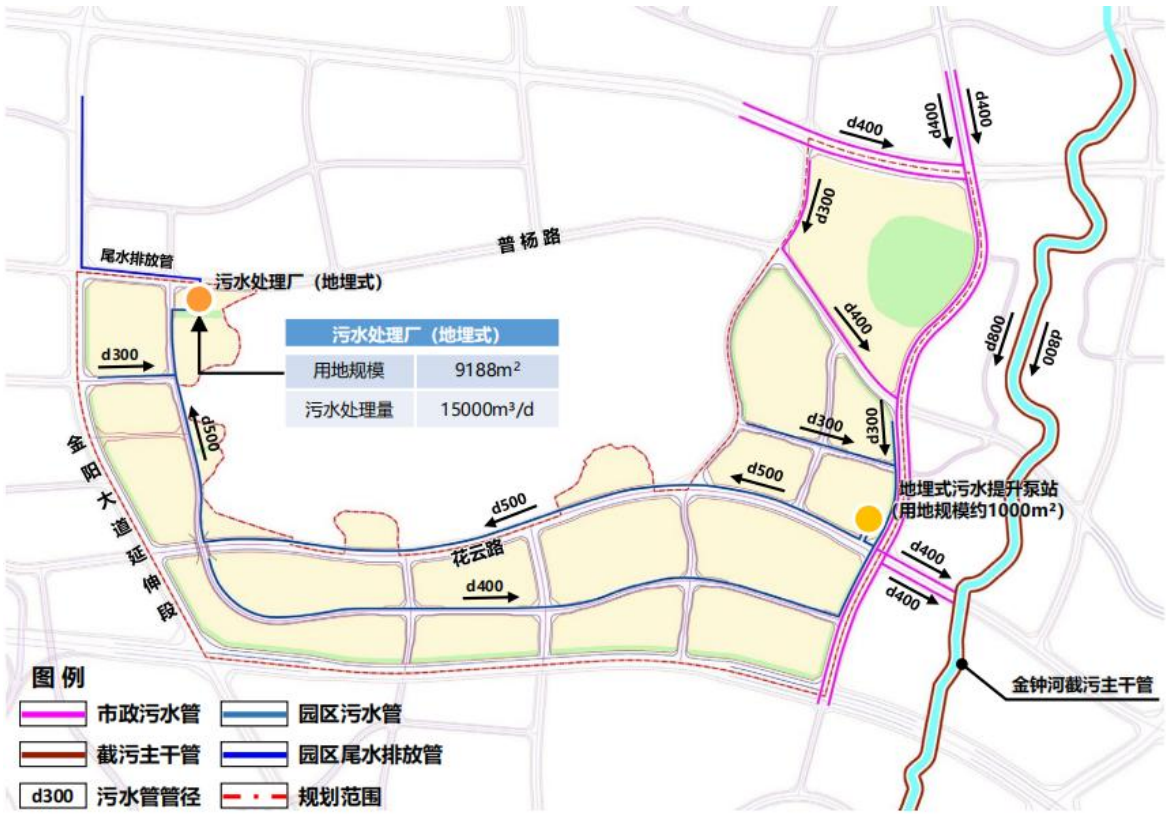 d400
d400
d400
d300
普杨路
尾水排放管
污水处理厂（地埋式）
污水处理厂（地埋式）
用地规模 9188m²
污水处理量 15000m³/d
d400
d800
d800
d300
d500
d300
d300
d500
金阳大道延伸段
d500
花云路
地埋式污水提升泵站
（用地规模约1000m²）
d400
d400
d400
金钟河截污主干管
图例
市政污水管
园区污水管
截污主干管
园区尾水排放管
d300 污水管管径
规划范围